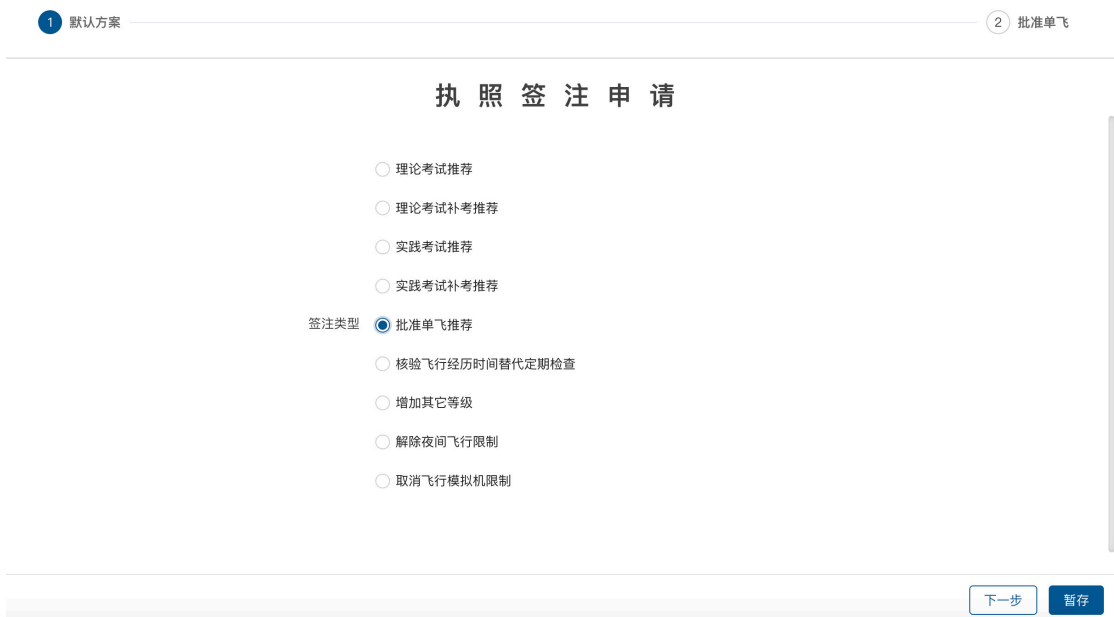 1 默认方案
2 批准单飞
执照签注申请
理论考试推荐
理论考试补考推荐
实践考试推荐
实践考试补考推荐
签注类型 批准单飞推荐
核验飞行经历时间替代定期检查
增加其它等级
解除夜间飞行限制
取消飞行模拟机限制
下一步 暂存